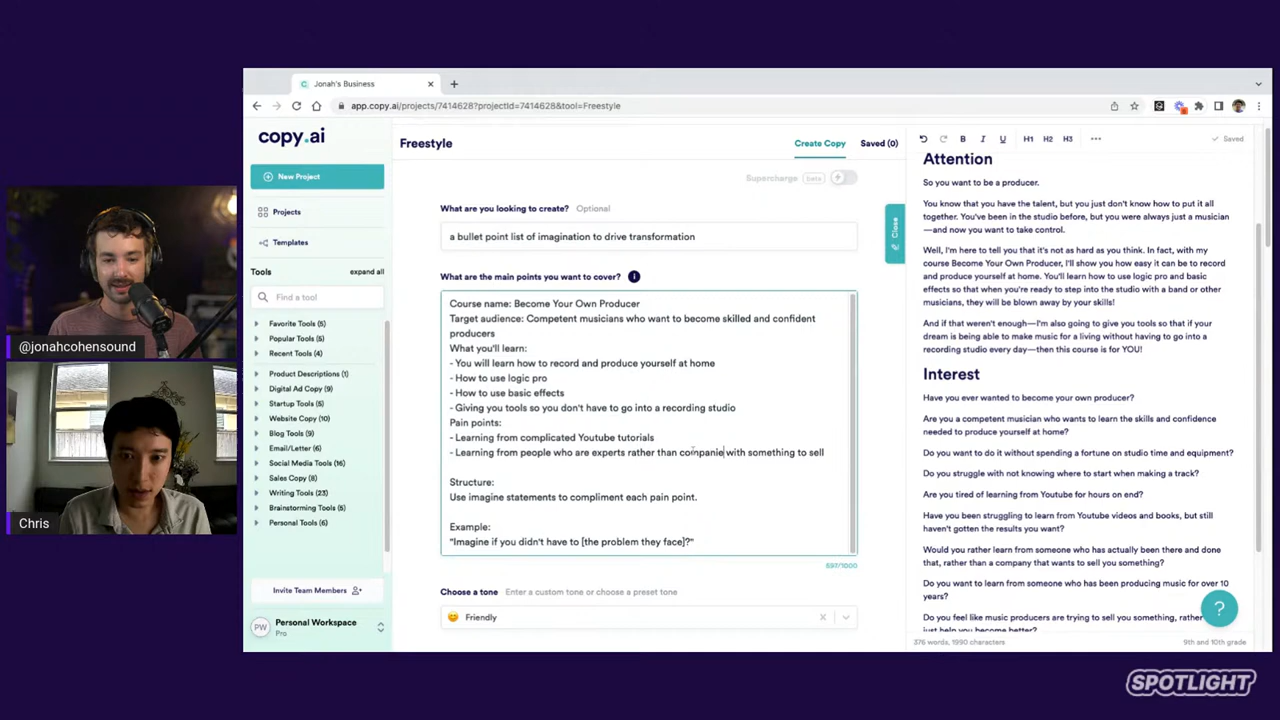 Jonah's Business
app.copy.ai/projects/7414628?projectId=7414628&tool=Freestyle
copy.ai
New Project
Projects
Templates
Tools
expand all
Find a tool
Favorite Tools (5)
Popular Tools (5)
Recent Tools (4)
Product Descriptions (1)
Digital Ad Copy (9)
Startup Tools (5)
Website Copy (10)
Blog Tools (9)
Email/Letter (6)
Social Media Tools (16)
Sales Copy (8)
Writing Tools (23)
Brainstorming Tools (5)
Personal Tools (6)
Invite Team Members
PW
Personal Workspace
Pro
Freestyle
Create Copy
Saved (0)
Supercharge beta
What are you looking to create? Optional
a bullet point list of imagination to drive transformation
What are the main points you want to cover?
Course name: Become Your Own Producer
Target audience: Competent musicians who want to become skilled and confident
producers
What you'll learn:
- You will learn how to record and produce yourself at home
- How to use logic pro
- How to use basic effects
- Giving you tools so you don't have to go into a recording studio
Pain points:
- Learning from complicated Youtube tutorials
- Learning from people who are experts rather than companie with something to sell
Structure:
Use imagine statements to compliment each pain point.
Example:
"Imagine if you didn't have to [the problem they face]?"
597/1000
Choose a tone Enter a custom tone or choose a preset tone
Friendly
Close
B I U H1 H2 H3
Saved
Attention
So you want to be a producer.
You know that you have the talent, but you just don't know how to put it all
together. You've been in the studio before, but you were always just a musician
—and now you want to take control.
Well, I'm here to tell you that it's not as hard as you think. In fact, with my
course Become Your Own Producer, I'll show you how easy it can be to record
and produce yourself at home. You'll learn how to use logic pro and basic
effects so that when you're ready to step into the studio with a band or other
musicians, they will be blown away by your skills!
And if that weren't enough—I'm also going to give you tools so that if your
dream is being able to make music for a living without having to go into a
recording studio every day—then this course is for YOU!
Interest
Have you ever wanted to become your own producer?
Are you a competent musician who wants to learn the skills and confidence
needed to produce yourself at home?
Do you want to do it without spending a fortune on studio time and equipment?
Do you struggle with not knowing where to start when making a track?
Are you tired of learning from Youtube for hours on end?
Have you been struggling to learn from YouTube videos and books, but still
haven't gotten the results you want?
Would you rather learn from someone who has actually been there and done
that, rather than a company that wants to sell you something?
Do you want to learn from someone who has been producing music for over 10
years?
Do you feel like music producers are trying to sell you something, rather
just help you become better?
376 words, 1990 characters
9th and 10th grade
?
@jonahcohensound
Chris
SPOTLIGHT